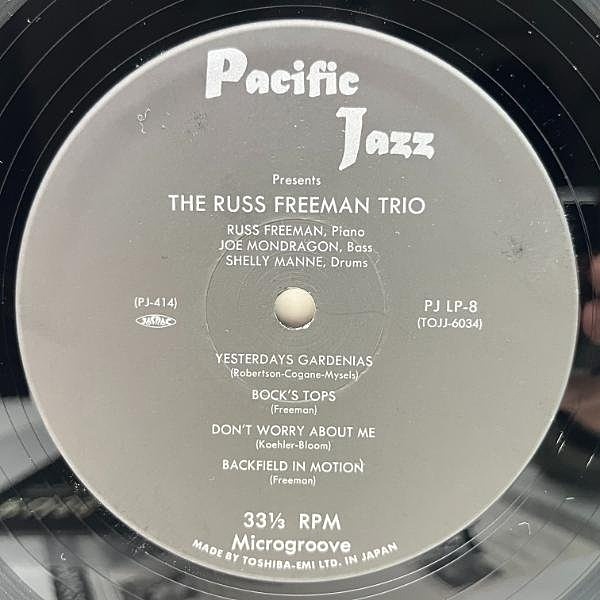 Pacific
Jazz
Presents
THE RUSS FREEMAN TRIO
RUSS FREEMAN, Piano
JOE MONDRAGON, Bass
SHELLY MANNE, Drums
(PJ-414)
JASRAC
PJ LP-8
(TOJJ-6034)
YESTERDAYS GARDENIAS
(Robertson-Cogane-Mysels)
BOCK'S TOPS
(Freeman)
DON'T WORRY ABOUT ME
(Koehler-Bloom)
BACKFIELD IN MOTION
(Freeman)
33⅓ RPM
Microgroove
MADE BY TOSHIBA-EMI LTD. IN JAPAN